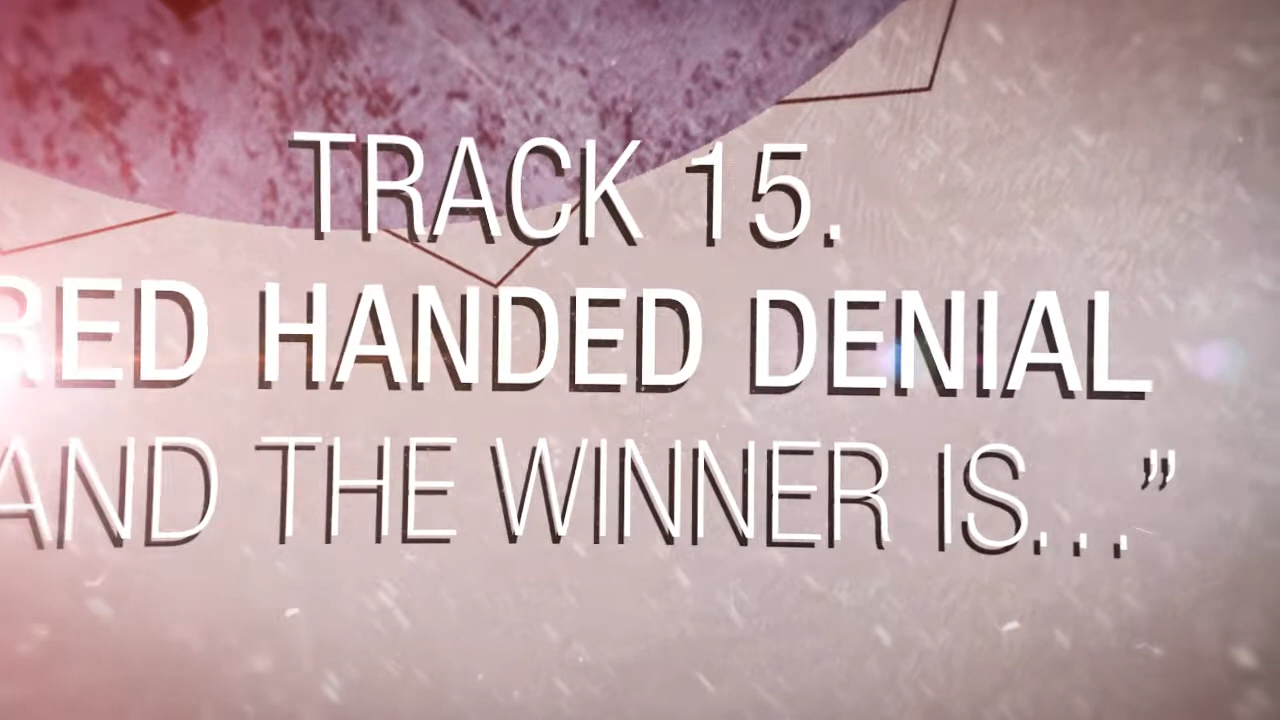 TRACK 15.
RED HANDED DENIAL
AND THE WINNER IS...”